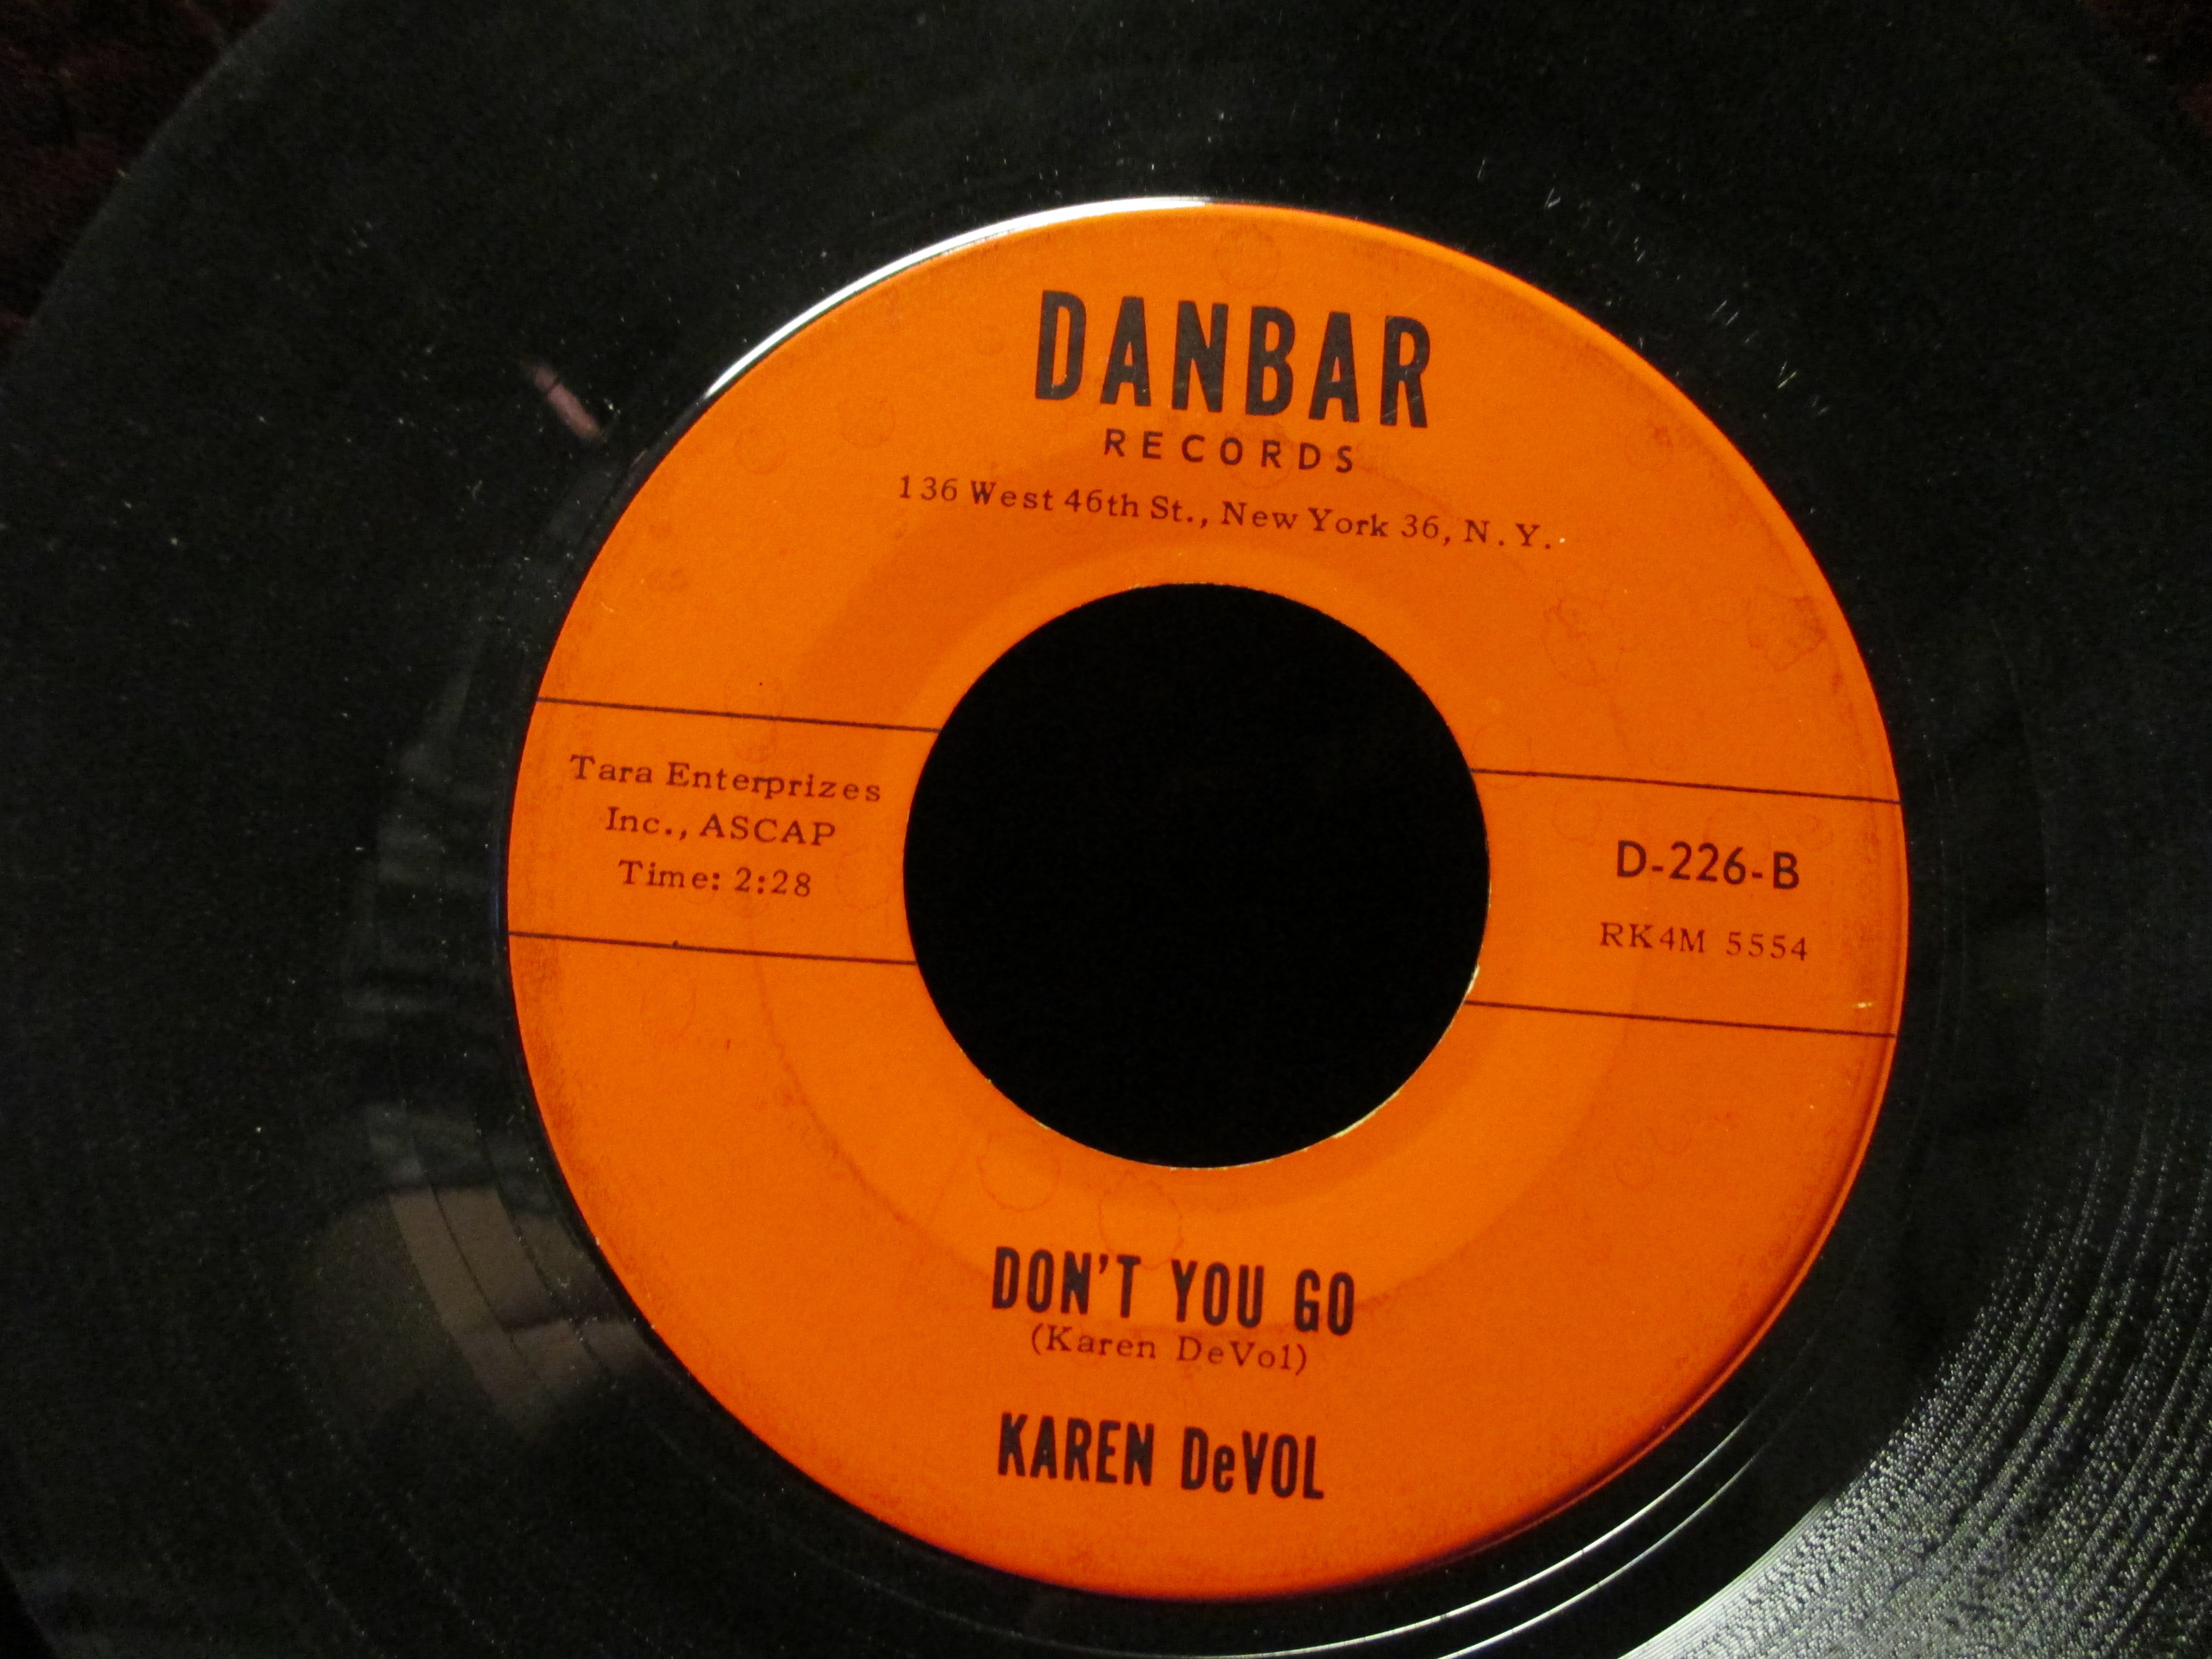 DANBAR
RECORDS
136 West 46th St., New York 36, N.Y.
Tara Enterprizes
Inc., ASCAP
Time: 2:28
D-226-B
RK4M 5554
DON'T YOU GO
(Karen DeVol)
KAREN DeVOL